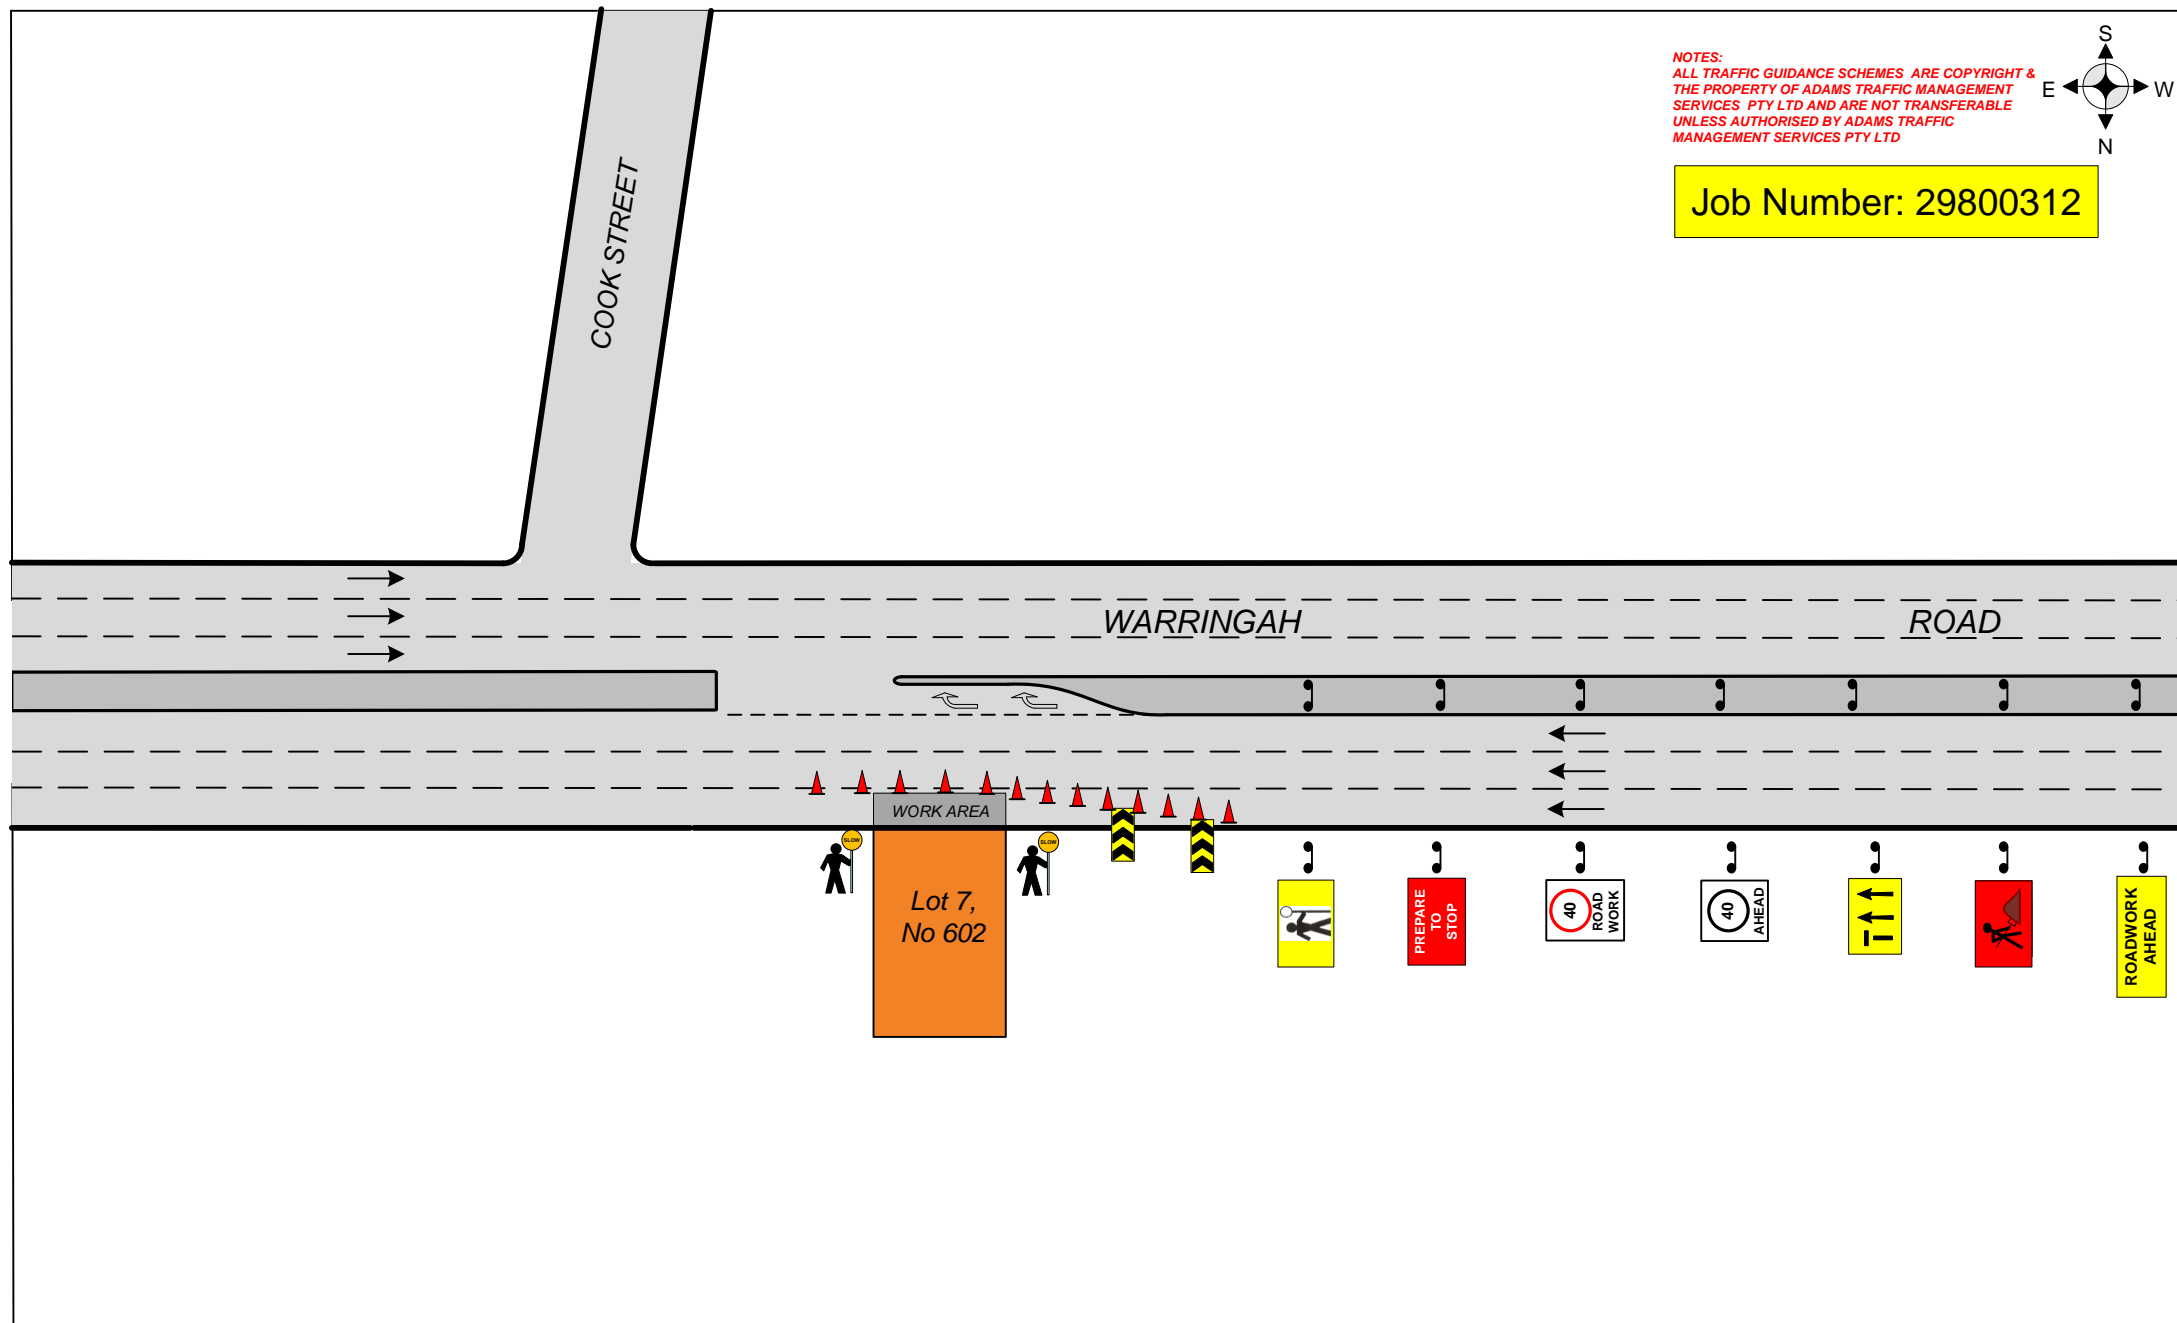 NOTES:
ALL TRAFFIC GUIDANCE SCHEMES ARE COPYRIGHT &
THE PROPERTY OF ADAMS TRAFFIC MANAGEMENT
SERVICES PTY LTD AND ARE NOT TRANSFERABLE
UNLESS AUTHORISED BY ADAMS TRAFFIC
MANAGEMENT SERVICES PTY LTD
S
E
W
N
Job Number: 29800312
COOK STREET
WARRINGAH
ROAD
WORK AREA
SLOW
SLOW
Lot 7,
No 602
PREPARE
TO
STOP
40
ROAD
WORK
40
AHEAD
ROADWORK
AHEAD